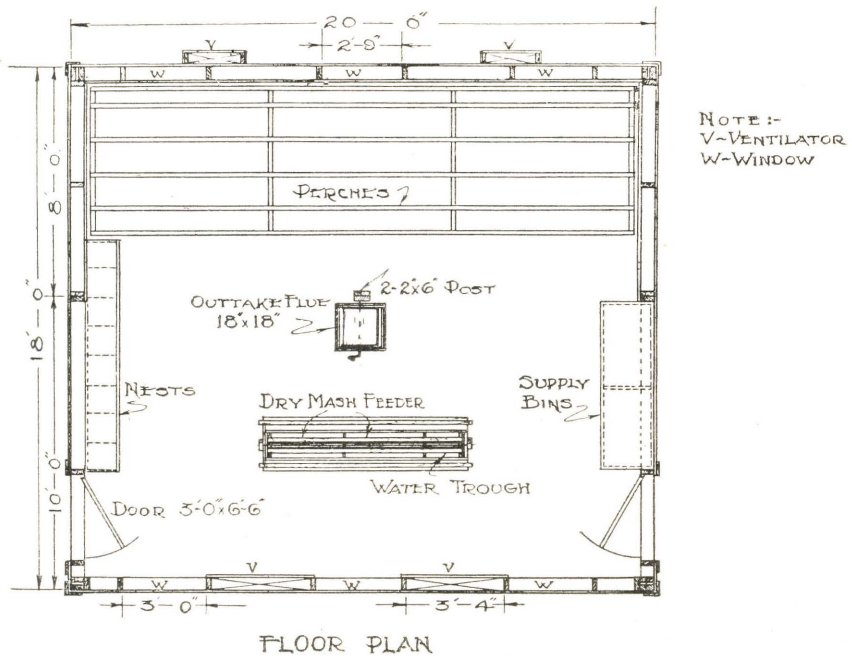 20'-0"
2'-9"
V
V
W
W
W
NOTE :-
V~VENTILATOR
W~WINDOW
8'-0"
PERCHES
18'-0"
2-2"x6" POST
OUTTAKE FLUE
18"x18"
NESTS
DRY MASH FEEDER
SUPPLY
BINS
WATER TROUGH
10'-0"
DOOR 3'-0"x6'-6"
V
V
W
W
W
3'-0"
3'-4"
FLOOR PLAN